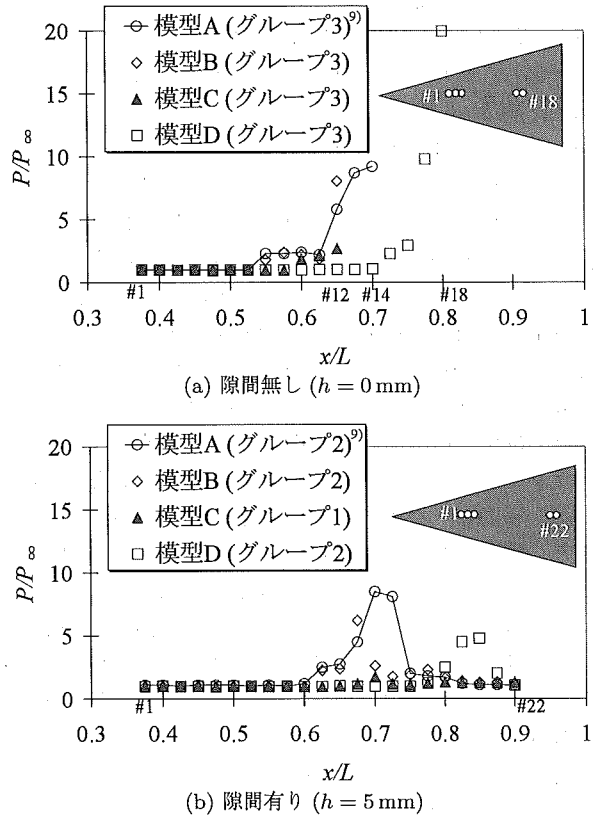 20
15
10
5
0
P/P∞
模型A (グループ3)9)
模型B (グループ3)
模型C (グループ3)
模型D (グループ3)
#1
#18
#1
#12
#14
#18
0.3
0.4
0.5
0.6
0.7
0.8
0.9
1
x/L
(a) 隙間無し (h = 0 mm)
20
15
10
5
0
P/P∞
模型A (グループ2)9)
模型B (グループ2)
模型C (グループ1)
模型D (グループ2)
#1
#22
#1
#22
0.3
0.4
0.5
0.6
0.7
0.8
0.9
1
x/L
(b) 隙間有り (h = 5 mm)